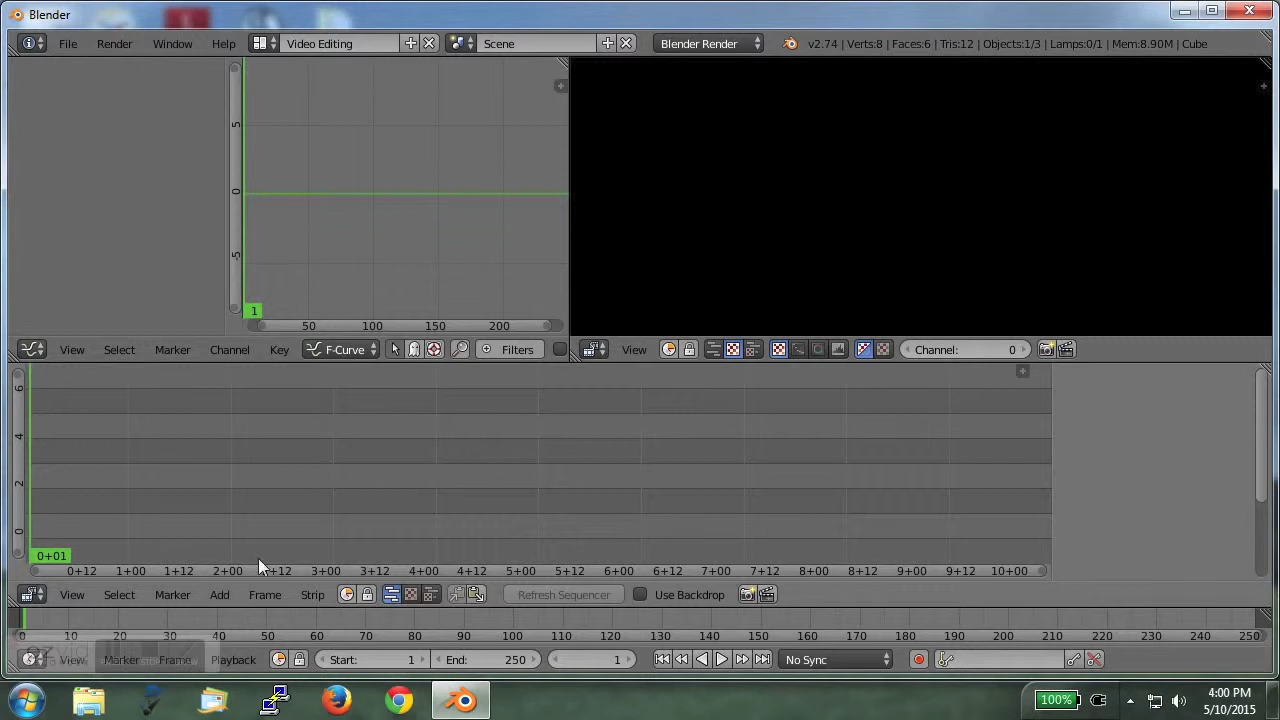 Blender
File Render Window Help Video Editing Scene Blender Render v2.74 | Verts:8 | Faces:6 | Tris:12 | Objects:1/3 | Lamps:0/1 | Mem:8.90M | Cube
5
0
-5
1
50 100 150 200
View Select Marker Channel Key F-Curve Filters View Channel: 0
6
4
2
0
0+01
0+12 1+00 1+12 2+00 2+12 3+00 3+12 4+00 4+12 5+00 5+12 6+00 6+12 7+00 7+12 8+00 8+12 9+00 9+12 10+00
View Select Marker Add Frame Strip Refresh Sequencer Use Backdrop
0 10 20 30 40 50 60 70 80 90 100 110 120 130 140 150 160 170 180 190 200 210 220 230 240 250
ezvid
View Marker Frame Playback Start: 1 End: 250 1 No Sync
100% 4:00 PM
5/10/2015